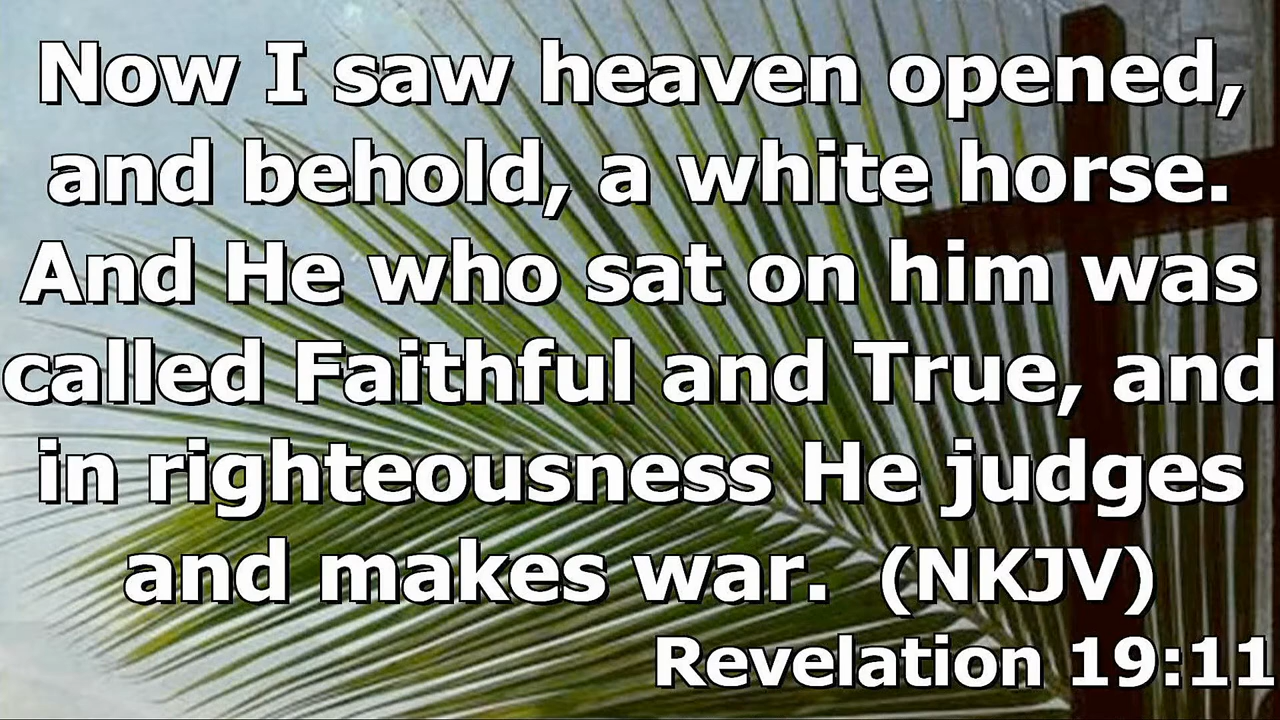 Now I saw heaven opened,
and behold, a white horse.
And He who sat on him was
called Faithful and True, and
in righteousness He judges
and makes war.  (NKJV)
Revelation 19:11